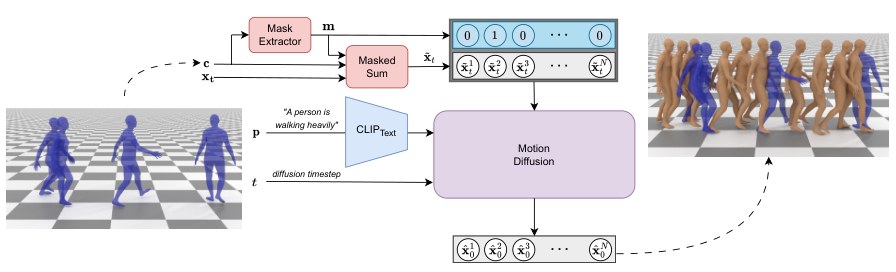 Mask
Extractor
m
0 1 0 ··· 0
c
Masked
Sum
x̃ₜ
xₜ
x̃ₜ¹ x̃ₜ² x̃ₜ³ ··· x̃ₜᴺ
"A person is
walking heavily"
p
CLIP_Text
Motion
Diffusion
diffusion timestep
t
x̂₀¹ x̂₀² x̂₀³ ··· x̂₀ᴺ